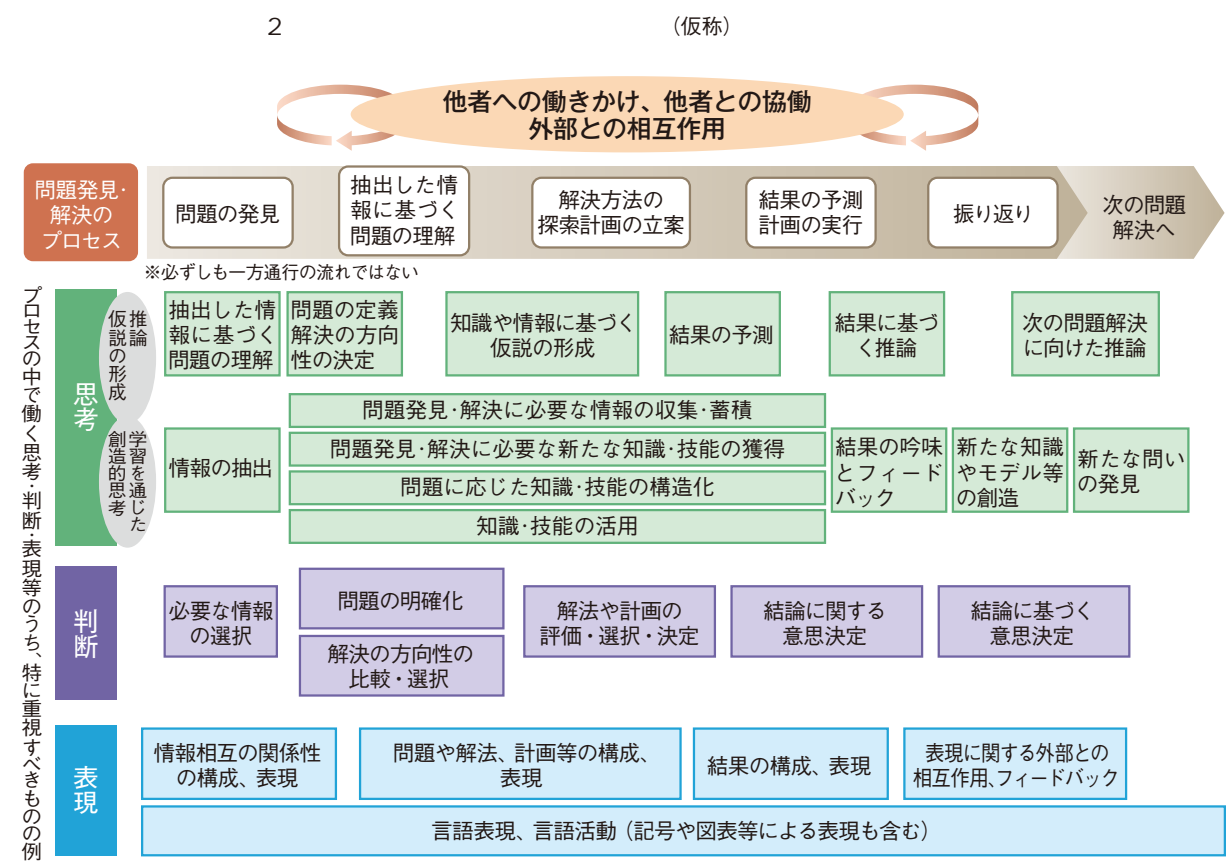 2
(仮称)
他者への働きかけ、他者との協働
外部との相互作用
問題発見・
解決の
プロセス
問題の発見
抽出した情
報に基づく
問題の理解
解決方法の
探索計画の立案
結果の予測
計画の実行
振り返り
次の問題
解決へ
※必ずしも一方通行の流れではない
プロセスの中で働く思考・判断・表現等のうち、特に重視すべきものの例
思考
推論
仮説の形成
抽出した情
報に基づく
問題の理解
問題の定義
解決の方向
性の決定
知識や情報に基づく
仮説の形成
結果の予測
結果に基づ
く推論
次の問題解決
に向けた推論
学習を通じた
創造的思考
情報の抽出
問題発見・解決に必要な情報の収集・蓄積
問題発見・解決に必要な新たな知識・技能の獲得
問題に応じた知識・技能の構造化
知識・技能の活用
結果の吟味
とフィード
バック
新たな知識
やモデル等
の創造
新たな問い
の発見
判断
必要な情報
の選択
問題の明確化
解決の方向性の
比較・選択
解法や計画の
評価・選択・決定
結論に関する
意思決定
結論に基づく
意思決定
表現
情報相互の関係性
の構成、表現
問題や解法、計画等の構成、
表現
結果の構成、表現
表現に関する外部との
相互作用、フィードバック
言語表現、言語活動(記号や図表等による表現も含む)